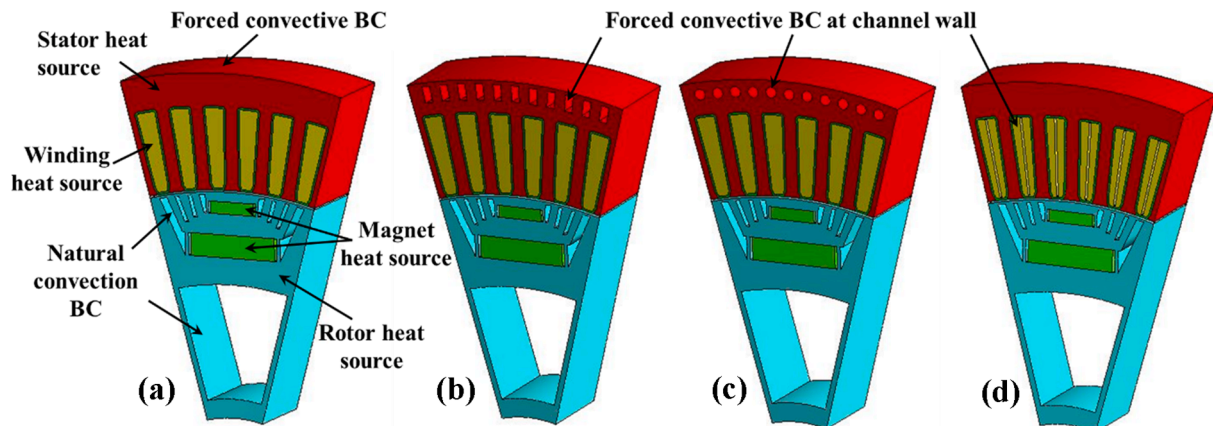 Forced convective BC
Forced convective BC at channel wall
Stator heat
source
Winding
heat source
Natural
convection
BC
Magnet
heat source
Rotor heat
source
(a)
(b)
(c)
(d)